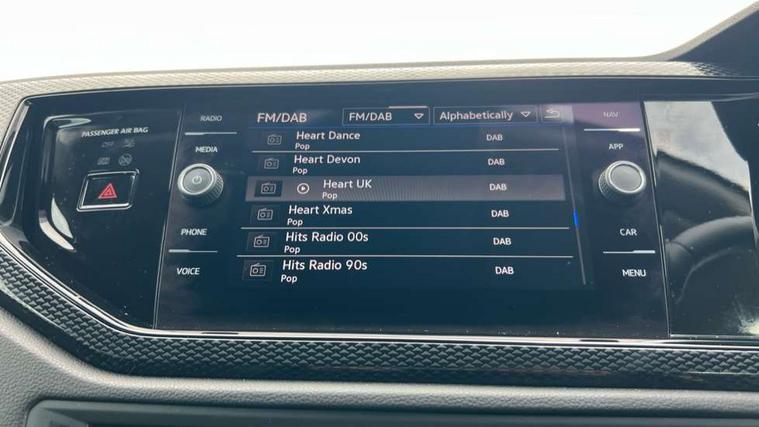 PASSENGER AIR BAG
OFF
RADIO
MEDIA
PHONE
VOICE
FM/DAB
FM/DAB
Alphabetically
Heart Dance
Pop
DAB
Heart Devon
Pop
DAB
Heart UK
Pop
DAB
Heart Xmas
Pop
DAB
Hits Radio 00s
Pop
DAB
Hits Radio 90s
Pop
DAB
NAV
APP
CAR
MENU